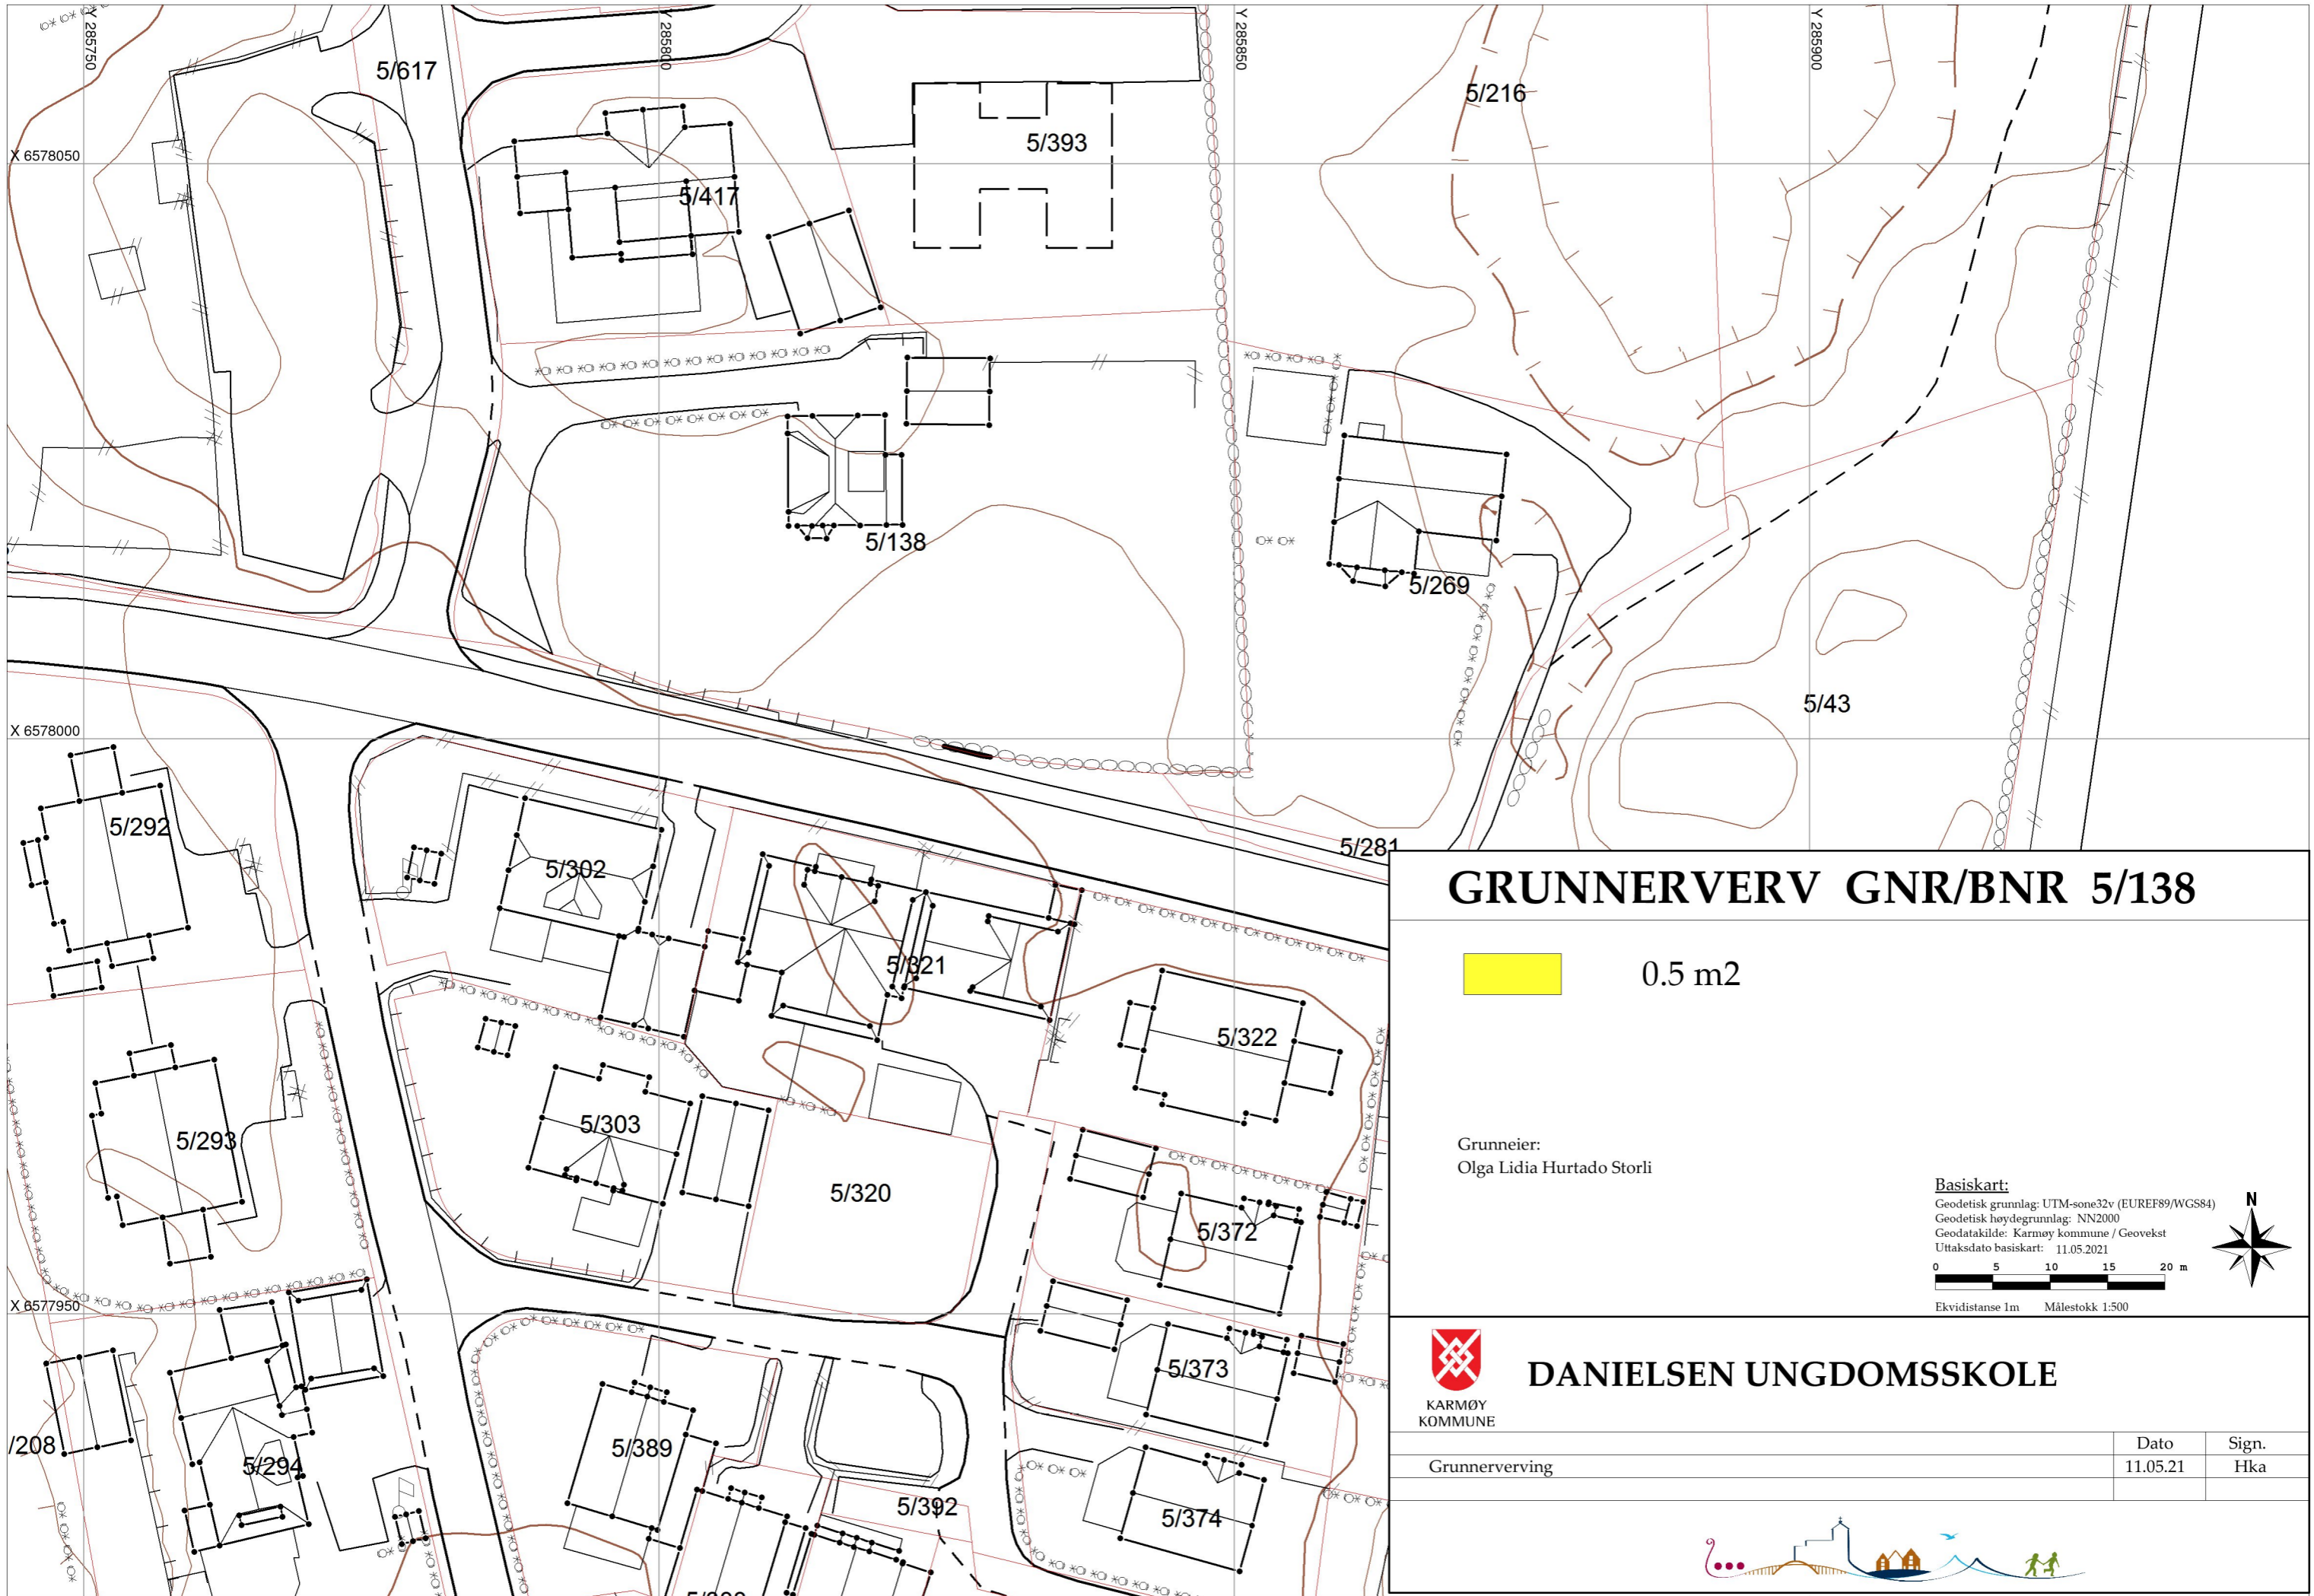 Y 285750
Y 285800
Y 285850
Y 285900
5/617
5/216
5/393
X 6578050
5/417
5/138
5/269
5/43
X 6578000
5/292
5/302
5/281
5/321
5/322
5/293
5/303
5/320
5/372
X 6577950
5/373
5/389
/208
5/294
5/392
5/374
GRUNNERVERV GNR/BNR 5/138
0.5 m2
Grunneier:
Olga Lidia Hurtado Storli
Basiskart:
Geodetisk grunnlag: UTM-sone32v (EUREF89/WGS84)
Geodetisk høydegrunnlag: NN2000
Geodatakilde: Karmøy kommune / Geovekst
Uttaksdato basiskart: 11.05.2021
N
0 5 10 15 20 m
Ekvidistanse 1m Målestokk 1:500
KARMØY
KOMMUNE
DANIELSEN UNGDOMSSKOLE
Dato Sign.
Grunnerverving 11.05.21 Hka